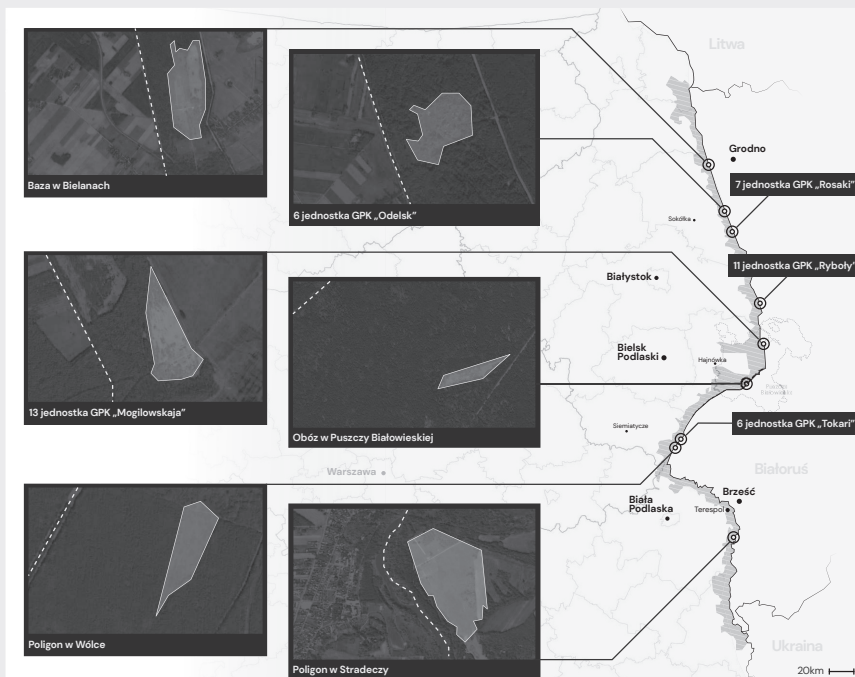 Litwa
Grodno
Baza w Bielanach
7 jednostka GPK „Rosaki”
6 jednostka GPK „Odelsk”
Sokółka
11 jednostka GPK „Ryboły”
Białystok
Bielsk
Podlaski
Hajnówka
13 jednostka GPK „Mogilowskaja”
Obóz w Puszczy Białowieskiej
Siemiatycze
6 jednostka GPK „Tokari”
Warszawa
Białoruś
Biała
Podlaska
Brześć
Terespol
Poligon w Wólce
Ukraina
Poligon w Stradeczy
20km